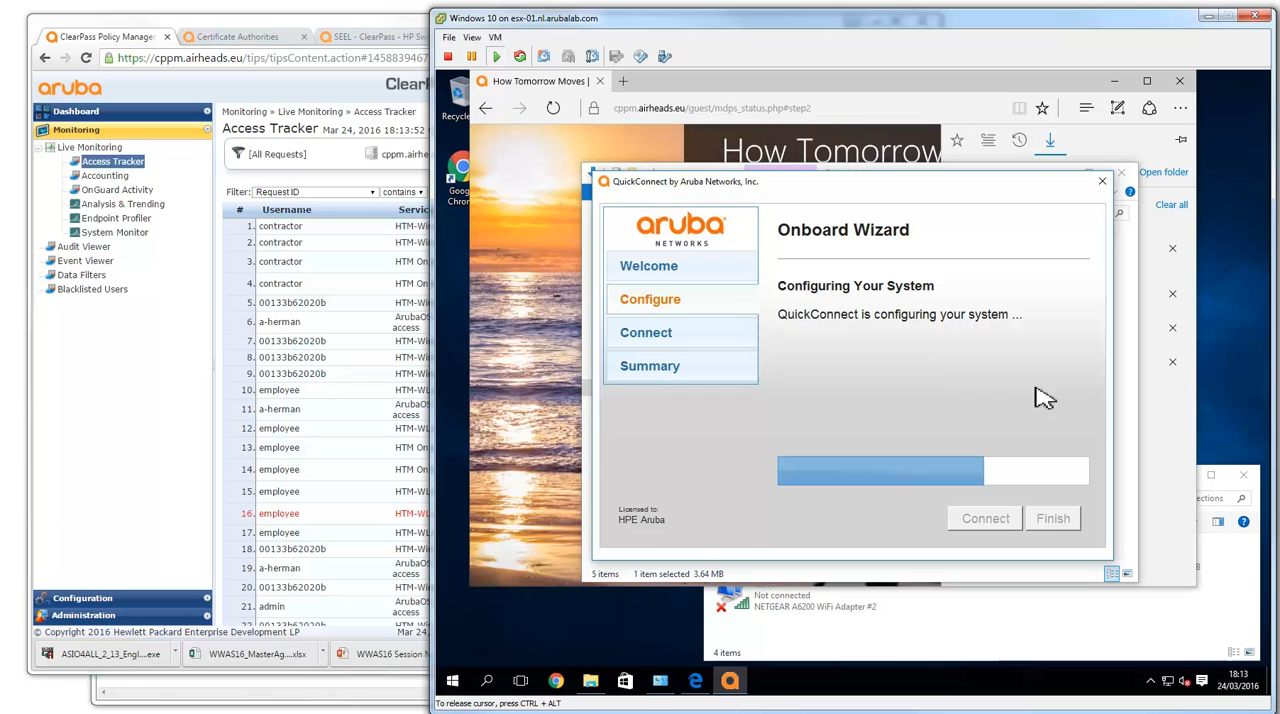 ClearPass Policy Manage
Certificate Authorities
SEEL - ClearPass - HP Sw
https://cppm.airheads.eu/tips/tipsContent.action#1458839467
aruba
Clear
Dashboard
Monitoring
Live Monitoring
Access Tracker
Accounting
OnGuard Activity
Analysis & Trending
Endpoint Profiler
System Monitor
Audit Viewer
Event Viewer
Data Filters
Blacklisted Users
Configuration
Administration
Monitoring » Live Monitoring » Access Tracker
Access Tracker Mar 24, 2016 18:13:52
[All Requests]
cppm.airhe
Filter: Request ID contains
# Username Servic
1. contractor HTM-Wi
3. contractor HTM On
4. contractor HTM On
5. 00133b62020b HTM-Wi
6. a-herman ArubaOS
access
7. 00133b62020b HTM-Wi
8. 00133b62020b HTM-Wi
9. 00133b62020b HTM-Wi
10. employee HTM-WL
11. a-herman ArubaOS
access
12. employee HTM-WL
13. employee HTM On
14. employee HTM On
15. employee HTM-WL
16. employee HTM-WL
17. employee HTM-WL
18. 00133b62020b HTM-Wi
19. a-herman ArubaOS
access
20. 00133b62020b HTM-Wi
21. admin ArubaOS
access
© Copyright 2016 Hewlett Packard Enterprise Development LP Mar 24
ASIO4ALL_2_13_Engl....exe
WWAS16_MasterAg....xlsx
WWAS16 Session N
Windows 10 on esx-01.nl.arubalab.com
File View VM
How Tomorrow Moves |
cppm.airheads.eu/guest/mdps_status.php#step2
Recycle
Goog
Chron
How Tomorrow
Open folder
Clear all
QuickConnect by Aruba Networks, Inc.
aruba
NETWORKS
Welcome
Configure
Connect
Summary
Onboard Wizard
Configuring Your System
QuickConnect is configuring your system ...
Licensed to:
HPE Aruba
Connect
Finish
5 items 1 item selected 3.64 MB
ections
Not connected
NETGEAR A6200 WiFi Adapter #2
4 items
18:13
24/03/2016
To release cursor, press CTRL + ALT